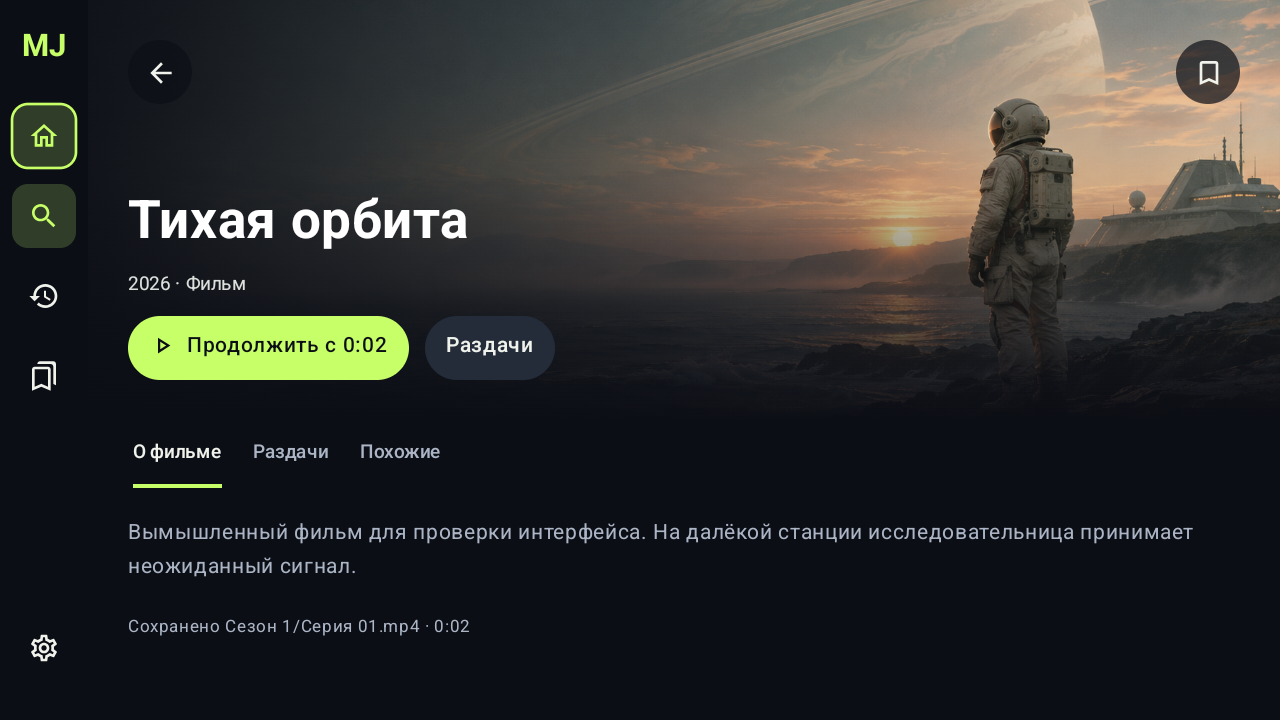 MJ
Тихая орбита
2026 · Фильм
Продолжить с 0:02
Раздачи
О фильме Раздачи Похожие
Вымышленный фильм для проверки интерфейса. На далёкой станции исследовательница принимает
неожиданный сигнал.
Сохранено Сезон 1/Серия 01.mp4 · 0:02